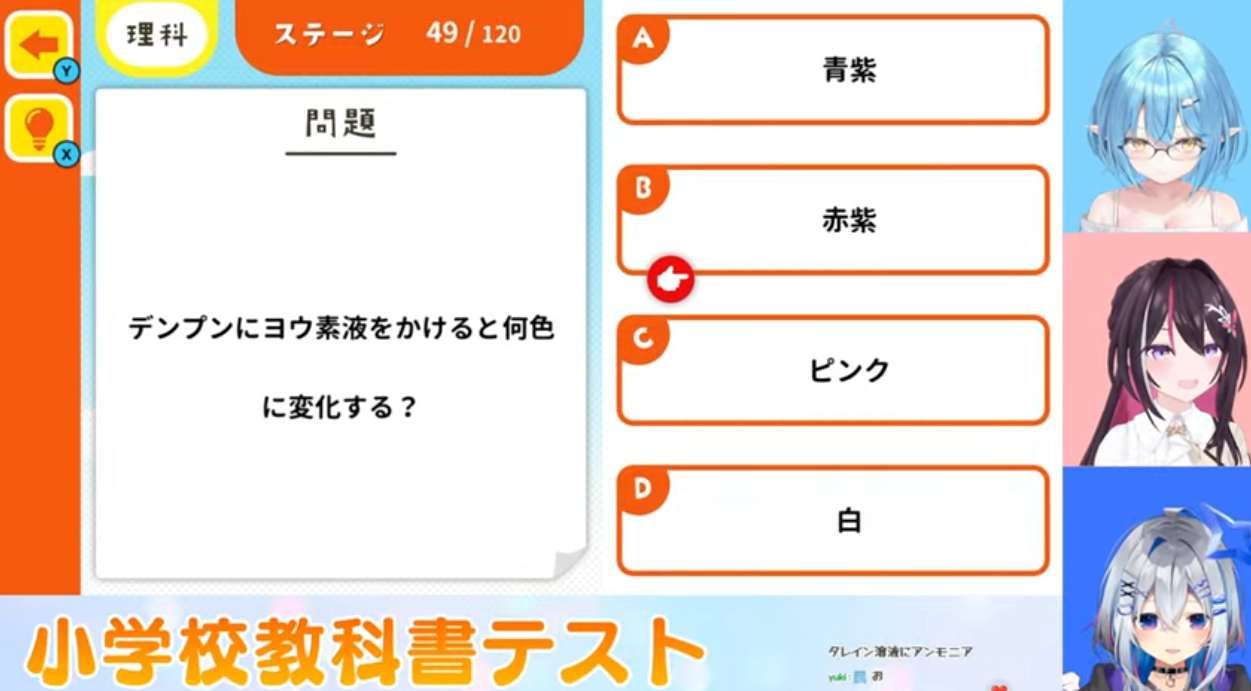 理科
ステージ 49 / 120
Y
X
問題
デンプンにヨウ素液をかけると何色
に変化する？
A
青紫
B
赤紫
C
ピンク
D
白
小学校教科書テスト
タレイン溶液にアンモニア
yuki : お